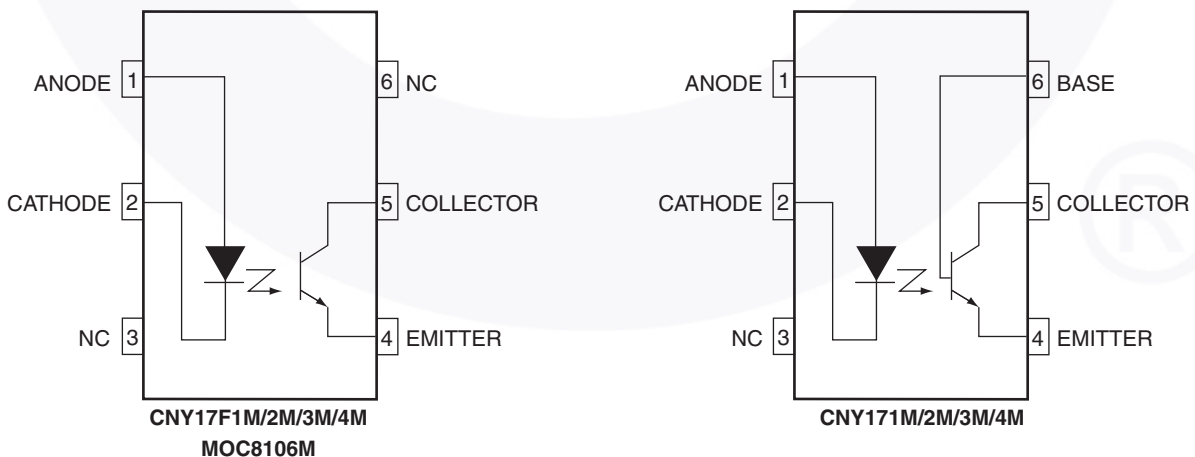 ANODE 1
6 NC
CATHODE 2
5 COLLECTOR
NC 3
4 EMITTER
CNY17F1M/2M/3M/4M
MOC8106M
ANODE 1
6 BASE
CATHODE 2
5 COLLECTOR
NC 3
4 EMITTER
CNY171M/2M/3M/4M
®